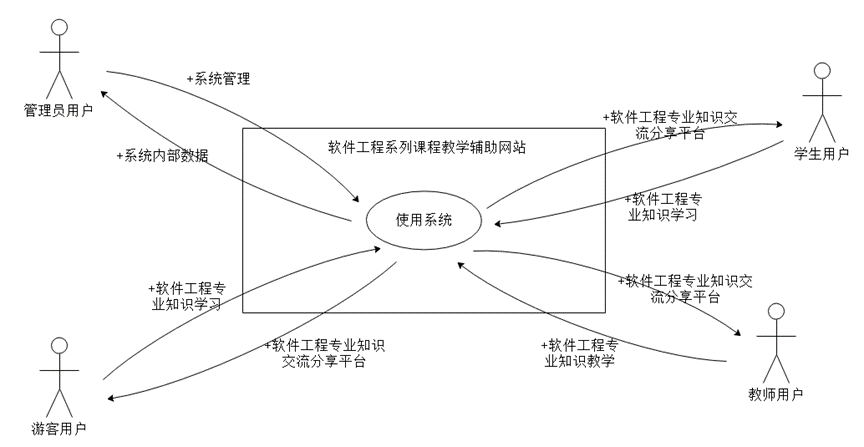 +系统管理
管理员用户
+软件工程专业知识交
流分享平台
软件工程系列课程教学辅助网站
+系统内部数据
学生用户
+软件工程专
业知识学习
使用系统
+软件工程专
业知识学习
+软件工程专业知识交
流分享平台
+软件工程专业知识
交流分享平台
+软件工程专
业知识教学
教师用户
游客用户